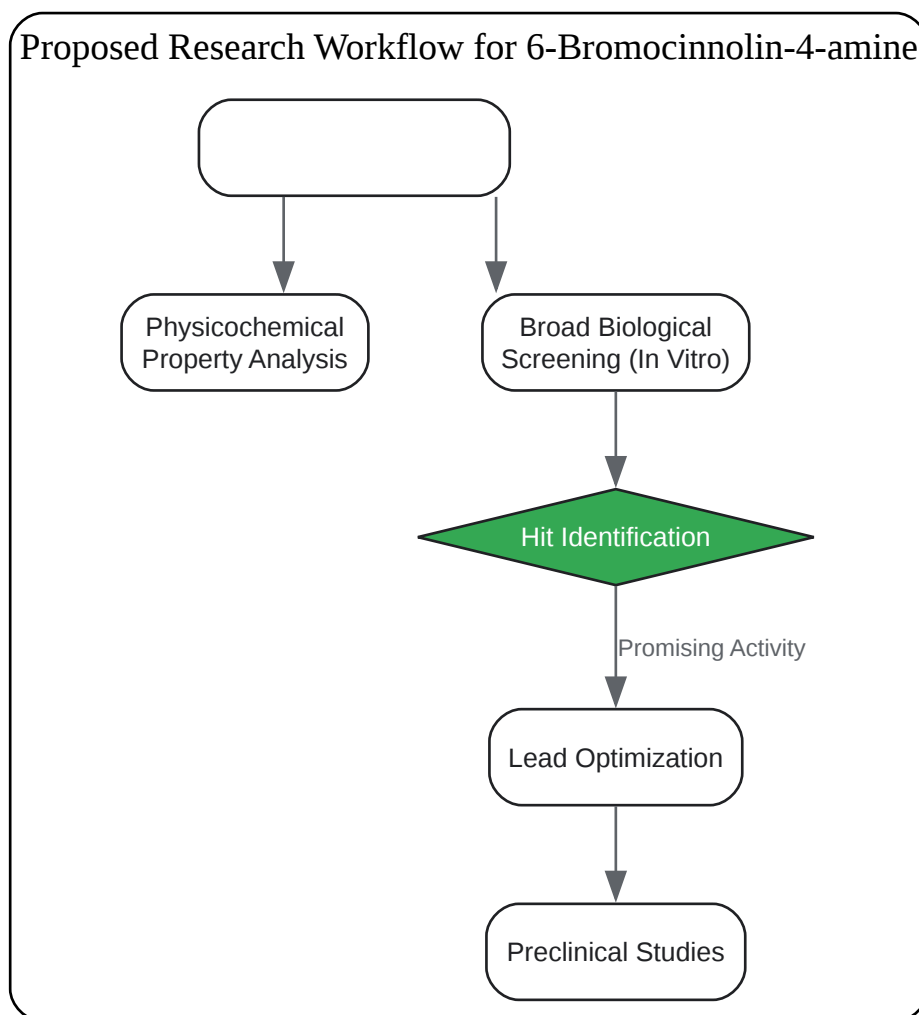 Proposed Research Workflow for 6-Bromocinnolin-4-amine
Physicochemical
Property Analysis
Broad Biological
Screening (In Vitro)
Hit Identification
Promising Activity
Lead Optimization
Preclinical Studies